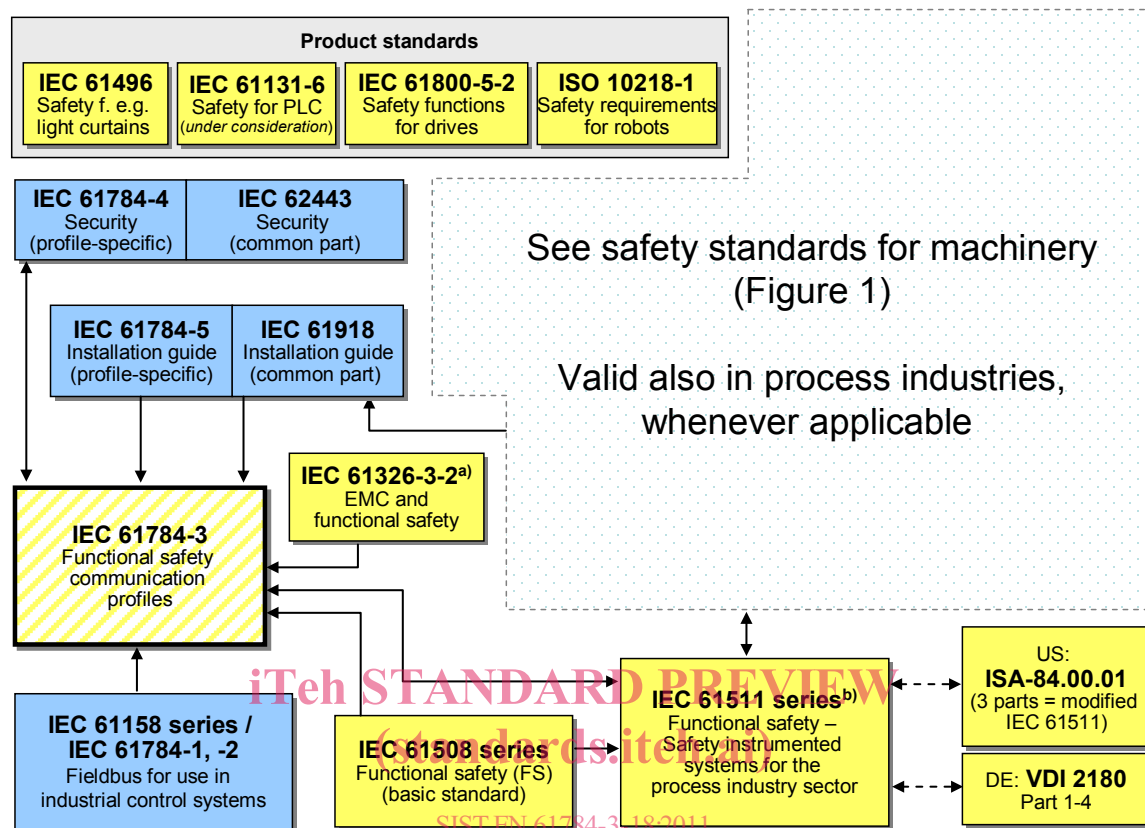 Product standards
IEC 61496
Safety f. e.g.
light curtains
IEC 61131-6
Safety for PLC
(under consideration)
IEC 61800-5-2
Safety functions
for drives
ISO 10218-1
Safety requirements
for robots
IEC 61784-4
Security
(profile-specific)
IEC 62443
Security
(common part)
See safety standards for machinery
(Figure 1)
Valid also in process industries,
whenever applicable
IEC 61784-5
Installation guide
(profile-specific)
IEC 61918
Installation guide
(common part)
IEC 61326-3-2a)
EMC and
functional safety
IEC 61784-3
Functional safety
communication
profiles
iTeh STANDARD PREVIEW
(standards.iteh.ai)
IEC 61158 series /
IEC 61784-1, -2
Fieldbus for use in
industrial control systems
IEC 61508 series
Functional safety (FS)
(basic standard)
IEC 61511 seriesb)
Functional safety –
Safety instrumented
systems for the
process industry sector
US:
ISA-84.00.01
(3 parts = modified
IEC 61511)
DE: VDI 2180
Part 1-4
SIST EN 61784-3-18:2011